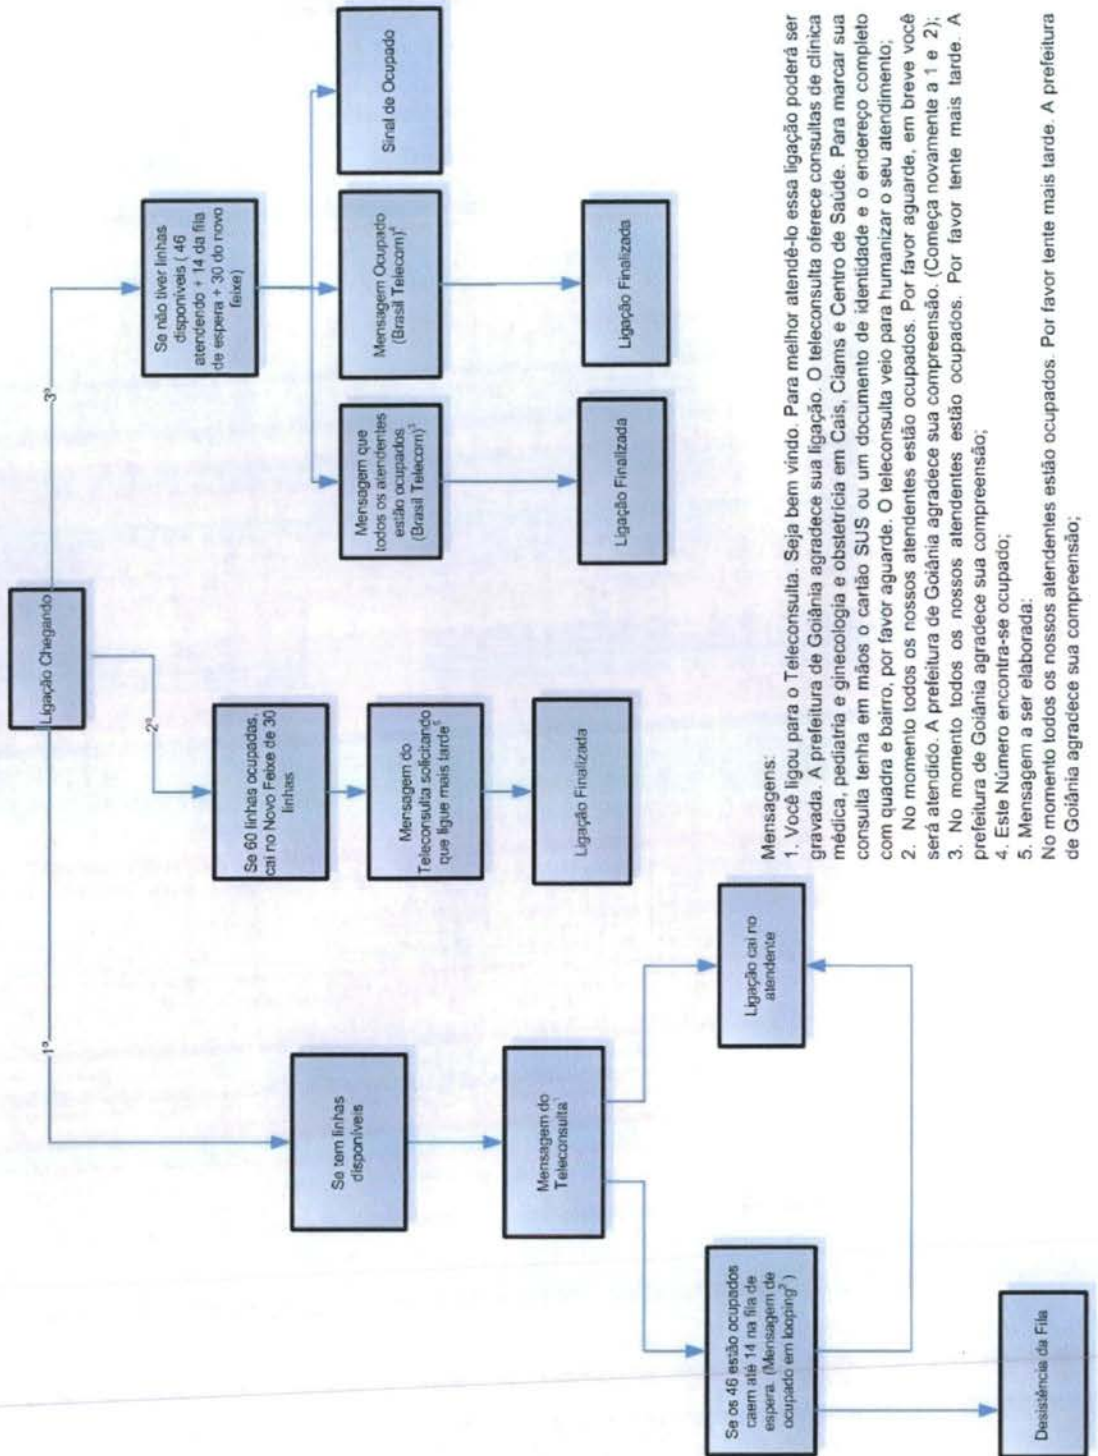 Ligação Chegando
1ª
2ª
3ª
Se tem linhas
disponíveis
Mensagem do
Teleconsulta¹
Se os 46 estão ocupados
caem até 14 na fila de
espera. (Mensagem de
ocupado em looping² )
Desistência da Fila
Ligação cai no
atendente
Se 60 linhas ocupadas,
cai no Novo Feixe de 30
linhas
Mensagem do
Teleconsulta solicitando
que ligue mais tarde⁵
Ligação Finalizada
Se não tiver linhas
disponíveis ( 46
atendendo + 14 da fila
de espera + 30 do novo
feixe)
Mensagem que
todos os atendentes
estão ocupados
(Brasil Telecom)³
Ligação Finalizada
Mensagem Ocupado
(Brasil Telecom)⁴
Ligação Finalizada
Sinal de Ocupado
Mensagens:
1. Você ligou para o Teleconsulta. Seja bem vindo. Para melhor atendê-lo essa ligação poderá ser
gravada. A prefeitura de Goiânia agradece sua ligação. O teleconsulta oferece consultas de clínica
médica, pediatria e ginecologia e obstetrícia em Cais, Ciams e Centro de Saúde. Para marcar sua
consulta tenha em mãos o cartão SUS ou um documento de identidade e o endereço completo
com quadra e bairro, por favor aguarde. O teleconsulta veio para humanizar o seu atendimento;
2. No momento todos os nossos atendentes estão ocupados. Por favor aguarde, em breve você
será atendido. A prefeitura de Goiânia agradece sua compreensão. (Começa novamente a 1 e 2);
3. No momento todos os nossos atendentes estão ocupados. Por favor tente mais tarde. A
prefeitura de Goiânia agradece sua compreensão;
4. Este Número encontra-se ocupado;
5. Mensagem a ser elaborada:
No momento todos os nossos atendentes estão ocupados. Por favor tente mais tarde. A prefeitura
de Goiânia agradece sua compreensão;